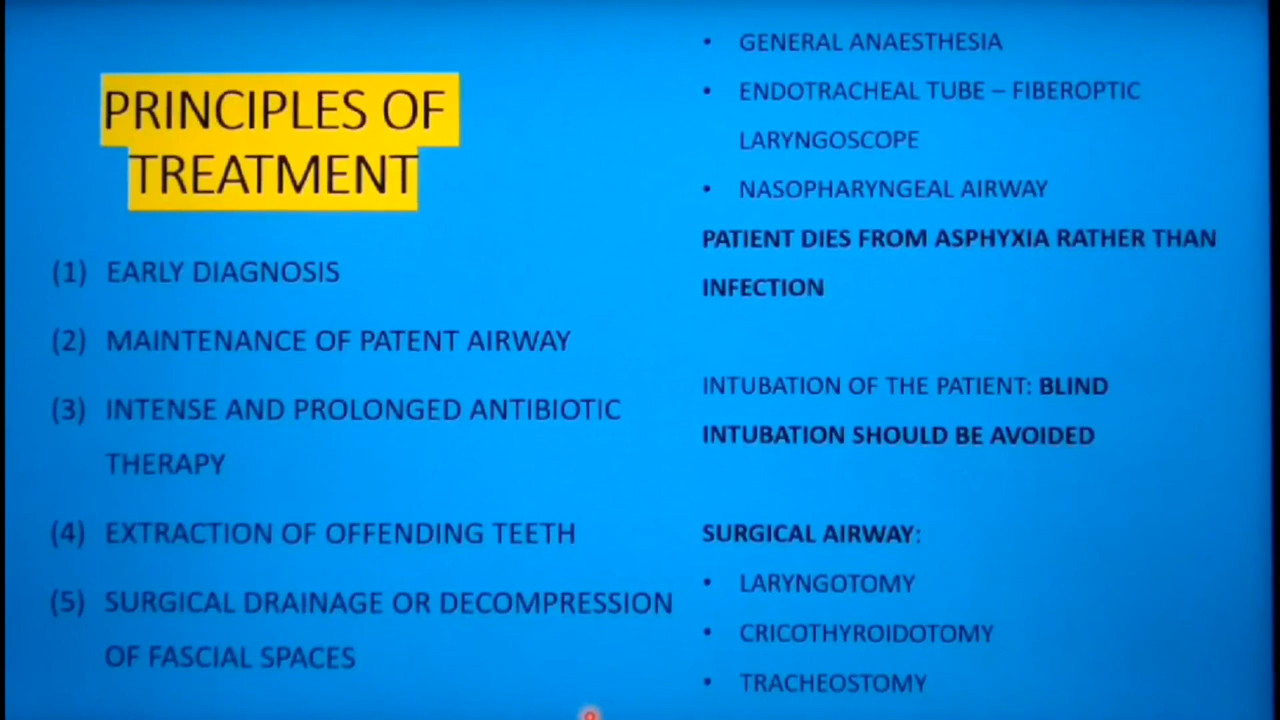 PRINCIPLES OF
TREATMENT
(1) EARLY DIAGNOSIS
(2) MAINTENANCE OF PATENT AIRWAY
(3) INTENSE AND PROLONGED ANTIBIOTIC
THERAPY
(4) EXTRACTION OF OFFENDING TEETH
(5) SURGICAL DRAINAGE OR DECOMPRESSION
OF FASCIAL SPACES
• GENERAL ANAESTHESIA
• ENDOTRACHEAL TUBE – FIBEROPTIC
LARYNGOSCOPE
• NASOPHARYNGEAL AIRWAY
PATIENT DIES FROM ASPHYXIA RATHER THAN
INFECTION
INTUBATION OF THE PATIENT: BLIND
INTUBATION SHOULD BE AVOIDED
SURGICAL AIRWAY:
• LARYNGOTOMY
• CRICOTHYROIDOTOMY
• TRACHEOSTOMY